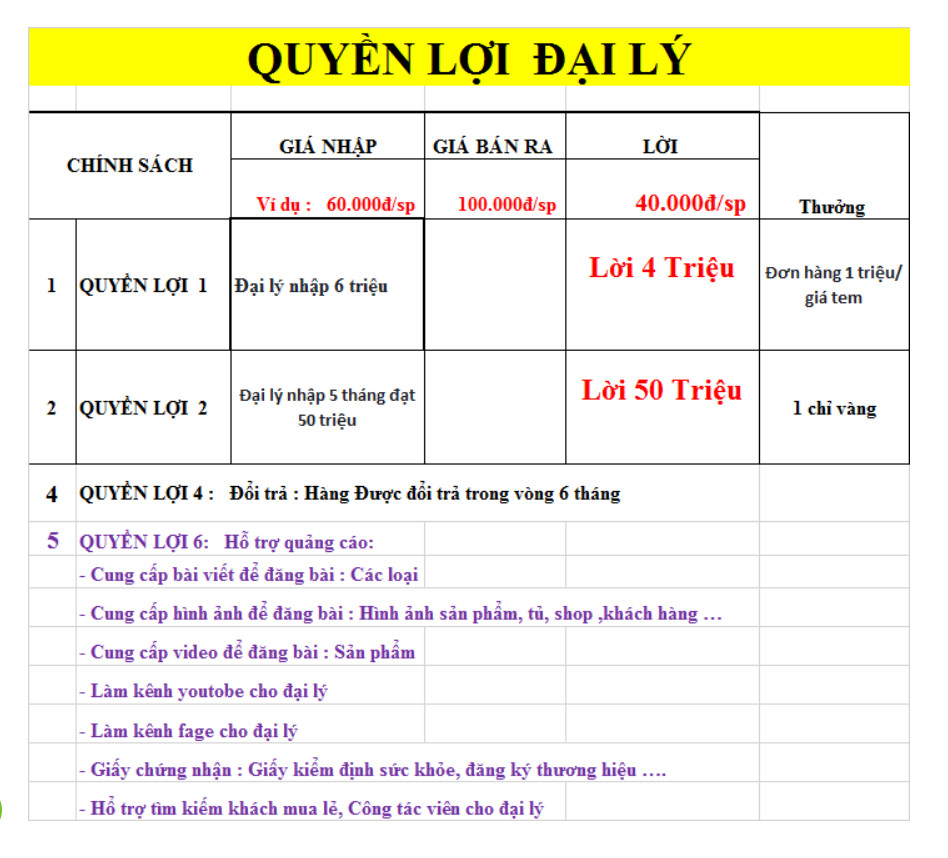 QUYỀN LỢI ĐẠI LÝ
CHÍNH SÁCH
GIÁ NHẬP
GIÁ BÁN RA
LỜI
Ví dụ : 60.000đ/sp
100.000đ/sp
40.000đ/sp
Thưởng
1 QUYỀN LỢI 1
Đại lý nhập 6 triệu
Lời 4 Triệu
Đơn hàng 1 triệu/
giá tem
2 QUYỀN LỢI 2
Đại lý nhập 5 tháng đạt
50 triệu
Lời 50 Triệu
1 chỉ vàng
4 QUYỀN LỢI 4 : Đổi trả : Hàng Được đổi trả trong vòng 6 tháng
5 QUYỀN LỢI 6: Hỗ trợ quảng cáo:
- Cung cấp bài viết để đăng bài : Các loại
- Cung cấp hình ảnh để đăng bài : Hình ảnh sản phẩm, tủ, shop ,khách hàng …
- Cung cấp video để đăng bài : Sản phẩm
- Làm kênh youtobe cho đại lý
- Làm kênh fage cho đại lý
- Giấy chứng nhận : Giấy kiểm định sức khỏe, đăng ký thương hiệu ….
- Hỗ trợ tìm kiếm khách mua lẻ, Công tác viên cho đại lý